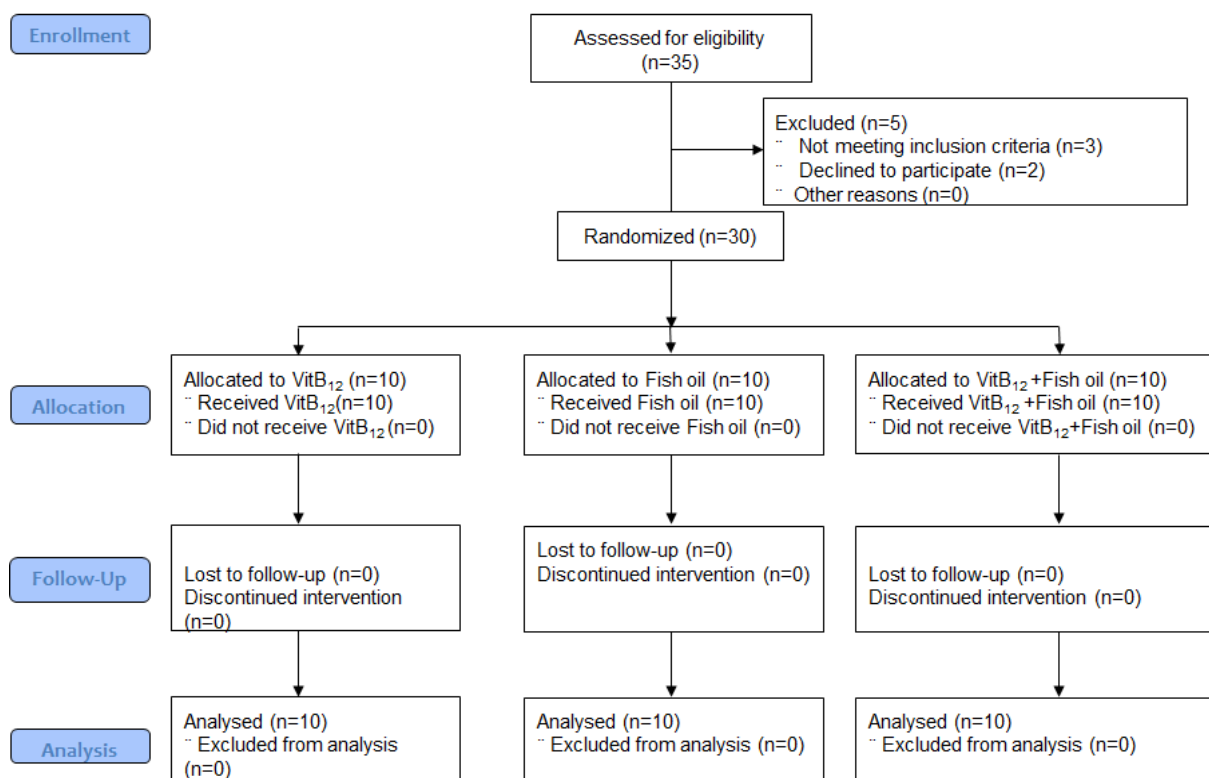 Enrollment
Assessed for eligibility
(n=35)
Excluded (n=5)
¨ Not meeting inclusion criteria (n=3)
¨ Declined to participate (n=2)
¨ Other reasons (n=0)
Randomized (n=30)
Allocation
Allocated to VitB₁₂ (n=10)
¨ Received VitB₁₂(n=10)
¨ Did not receive VitB₁₂ (n=0)
Allocated to Fish oil (n=10)
¨ Received Fish oil (n=10)
¨ Did not receive Fish oil (n=0)
Allocated to VitB₁₂ +Fish oil (n=10)
¨ Received VitB₁₂ +Fish oil (n=10)
¨ Did not receive VitB₁₂+Fish oil (n=0)
Follow-Up
Lost to follow-up (n=0)
Discontinued intervention
(n=0)
Lost to follow-up (n=0)
Discontinued intervention (n=0)
Lost to follow-up (n=0)
Discontinued intervention (n=0)
Analysis
Analysed (n=10)
¨ Excluded from analysis
(n=0)
Analysed (n=10)
¨ Excluded from analysis (n=0)
Analysed (n=10)
¨ Excluded from analysis (n=0)